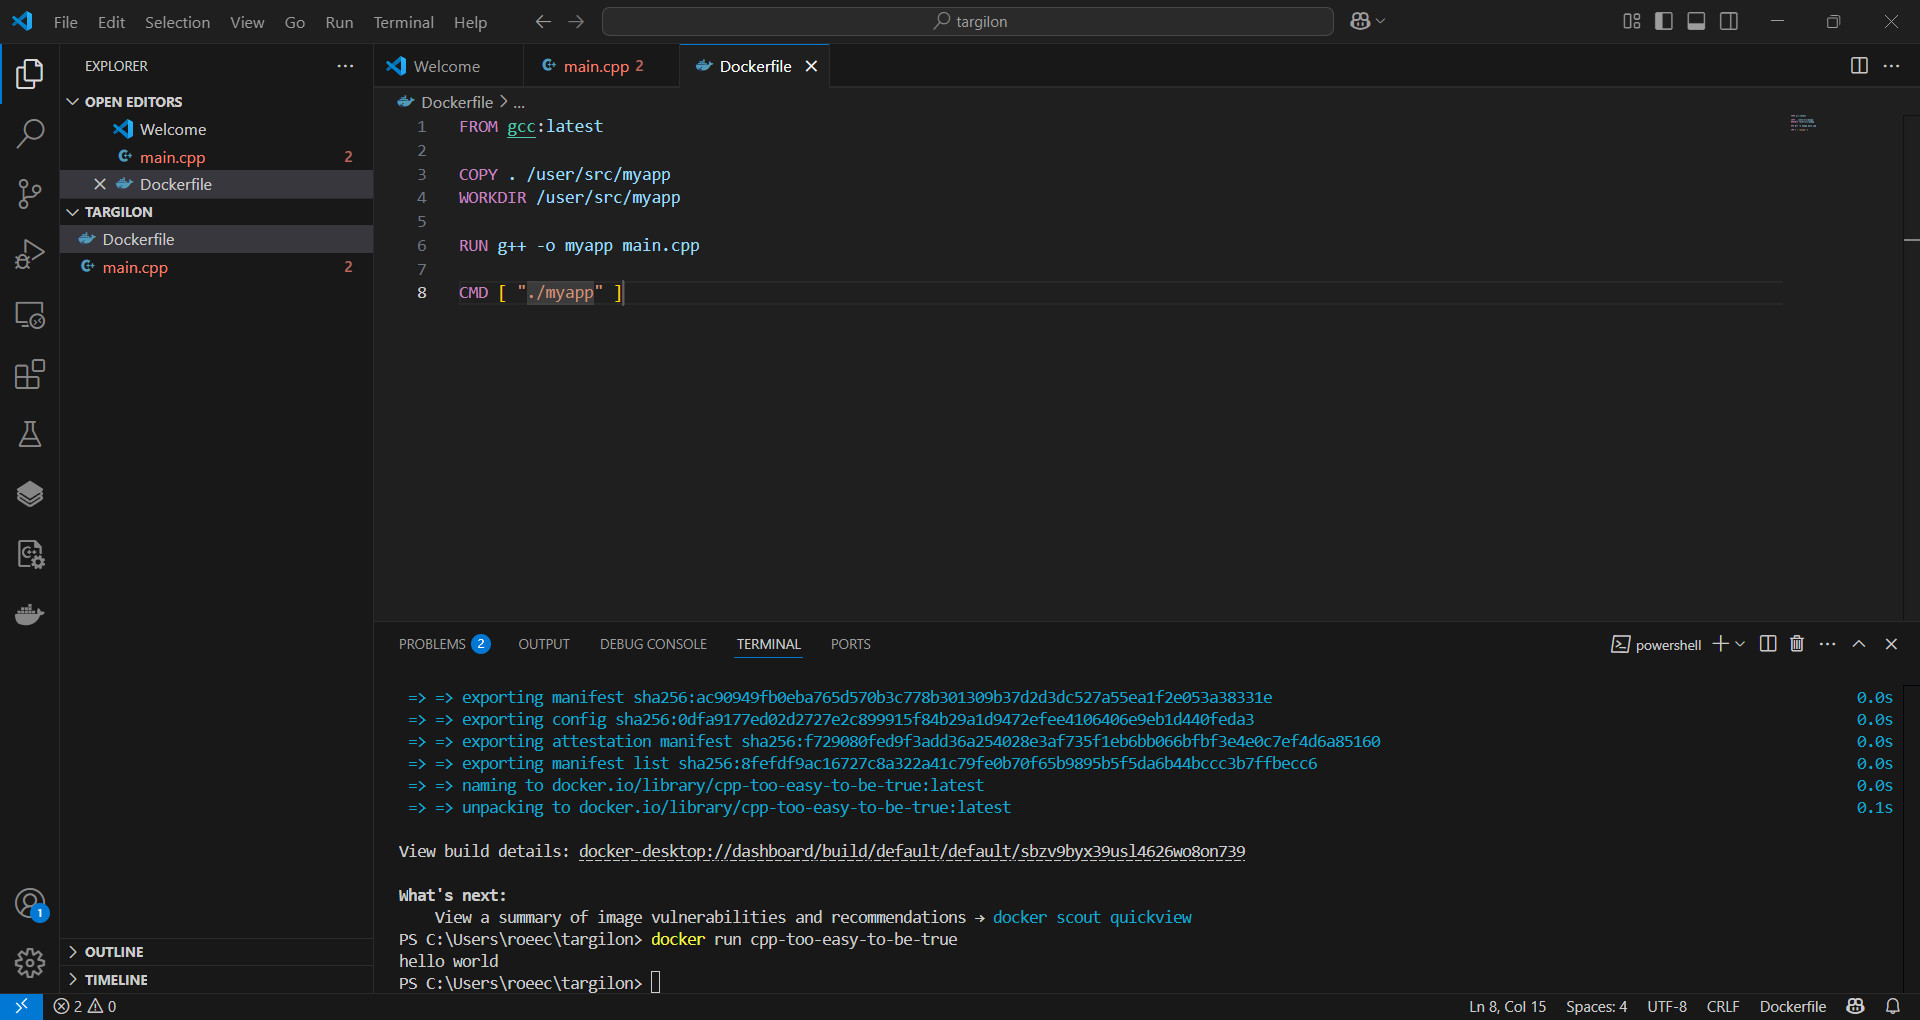 File Edit Selection View Go Run Terminal Help
targilon
EXPLORER
OPEN EDITORS
Welcome
main.cpp 2
Dockerfile
TARGILON
Dockerfile
main.cpp 2
OUTLINE
TIMELINE
Welcome
main.cpp 2
Dockerfile
Dockerfile > ...
1 FROM gcc:latest
2
3 COPY . /user/src/myapp
4 WORKDIR /user/src/myapp
5
6 RUN g++ -o myapp main.cpp
7
8 CMD [ "./myapp" ]
PROBLEMS 2 OUTPUT DEBUG CONSOLE TERMINAL PORTS
powershell
=> => exporting manifest sha256:ac90949fb0eba765d570b3c778b301309b37d2d3dc527a55ea1f2e053a38331e 0.0s
=> => exporting config sha256:0dfa9177ed02d2727e2c899915f84b29a1d9472efee4106406e9eb1d440feda3 0.0s
=> => exporting attestation manifest sha256:f729080fed9f3add36a254028e3af735f1eb6bb066bfbf3e4e0c7ef4d6a85160 0.0s
=> => exporting manifest list sha256:8fefdf9ac16727c8a322a41c79fe0b70f65b9895b5f5da6b44bccc3b7ffbecc6 0.0s
=> => naming to docker.io/library/cpp-too-easy-to-be-true:latest 0.0s
=> => unpacking to docker.io/library/cpp-too-easy-to-be-true:latest 0.1s
View build details: docker-desktop://dashboard/build/default/default/sbzv9byx39usl4626wo8on739
What's next:
View a summary of image vulnerabilities and recommendations → docker scout quickview
PS C:\Users\roeec\targilon> docker run cpp-too-easy-to-be-true
hello world
PS C:\Users\roeec\targilon>
1
2 0
Ln 8, Col 15 Spaces: 4 UTF-8 CRLF Dockerfile